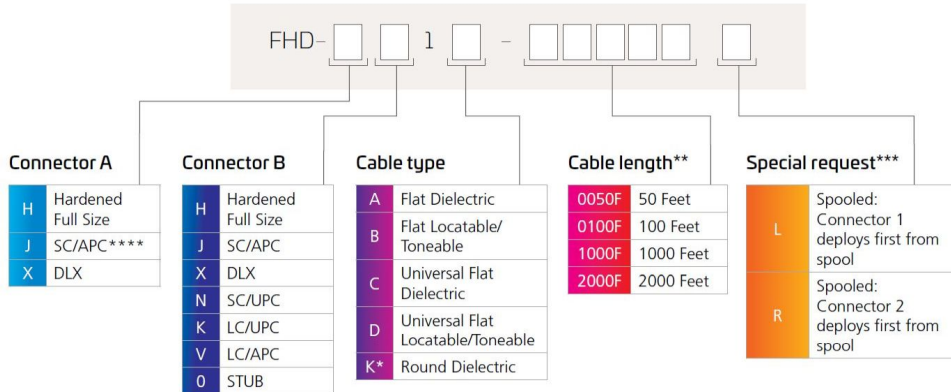 FHD- 1 -
Connector A
H Hardened
Full Size
J SC/APC****
X DLX
Connector B
H Hardened
Full Size
J SC/APC
X DLX
N SC/UPC
K LC/UPC
V LC/APC
0 STUB
Cable type
A Flat Dielectric
B Flat Locatable/
Toneable
C Universal Flat
Dielectric
D Universal Flat
Locatable/Toneable
K* Round Dielectric
Cable length**
0050F 50 Feet
0100F 100 Feet
1000F 1000 Feet
2000F 2000 Feet
Special request***
L Spooled:
Connector 1
deploys first from
spool
R Spooled:
Connector 2
deploys first from
spool